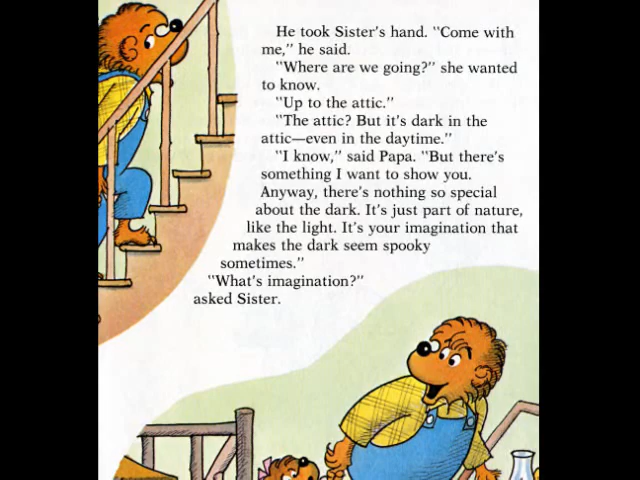 He took Sister's hand. "Come with
me," he said.
"Where are we going?" she wanted
to know.
"Up to the attic."
"The attic? But it's dark in the
attic—even in the daytime."
"I know," said Papa. "But there's
something I want to show you.
Anyway, there's nothing so special
about the dark. It's just part of nature,
like the light. It's your imagination that
makes the dark seem spooky
sometimes."
"What's imagination?"
asked Sister.